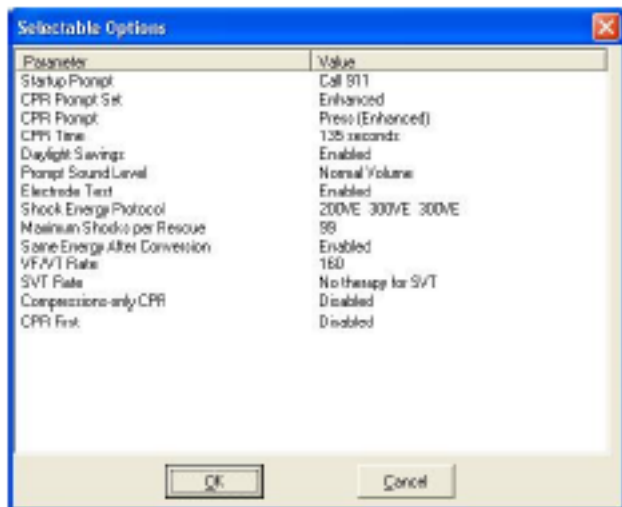 Selectable Options
Parameter Value
Startup Prompt Call 911
CPR Prompt Set Enhanced
CPR Prompt Press (Enhanced)
CPR Time 135 seconds
Daylight Savings Enabled
Prompt Sound Level Normal Volume
Electrode Test Enabled
Shock Energy Protocol 200VE 300VE 300VE
Maximum Shocks per Rescue 99
Same Energy After Conversion Enabled
VF/VT Rate 160
SVT Rate No therapy for SVT
Compressions-only CPR Disabled
CPR First Disabled
OK Cancel